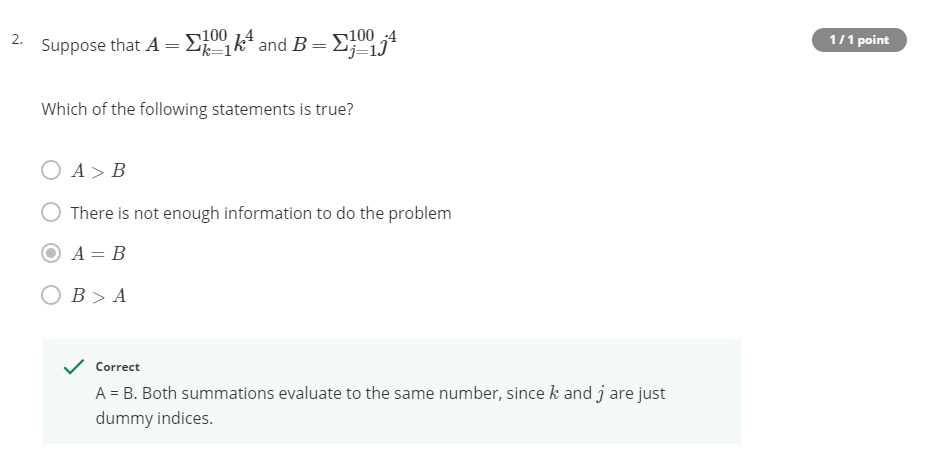 2. Suppose that A = Σ_{k=1}^{100} k^4 and B = Σ_{j=1}^{100} j^4
1 / 1 point
Which of the following statements is true?
A > B
There is not enough information to do the problem
A = B
B > A
Correct
A = B. Both summations evaluate to the same number, since k and j are just
dummy indices.